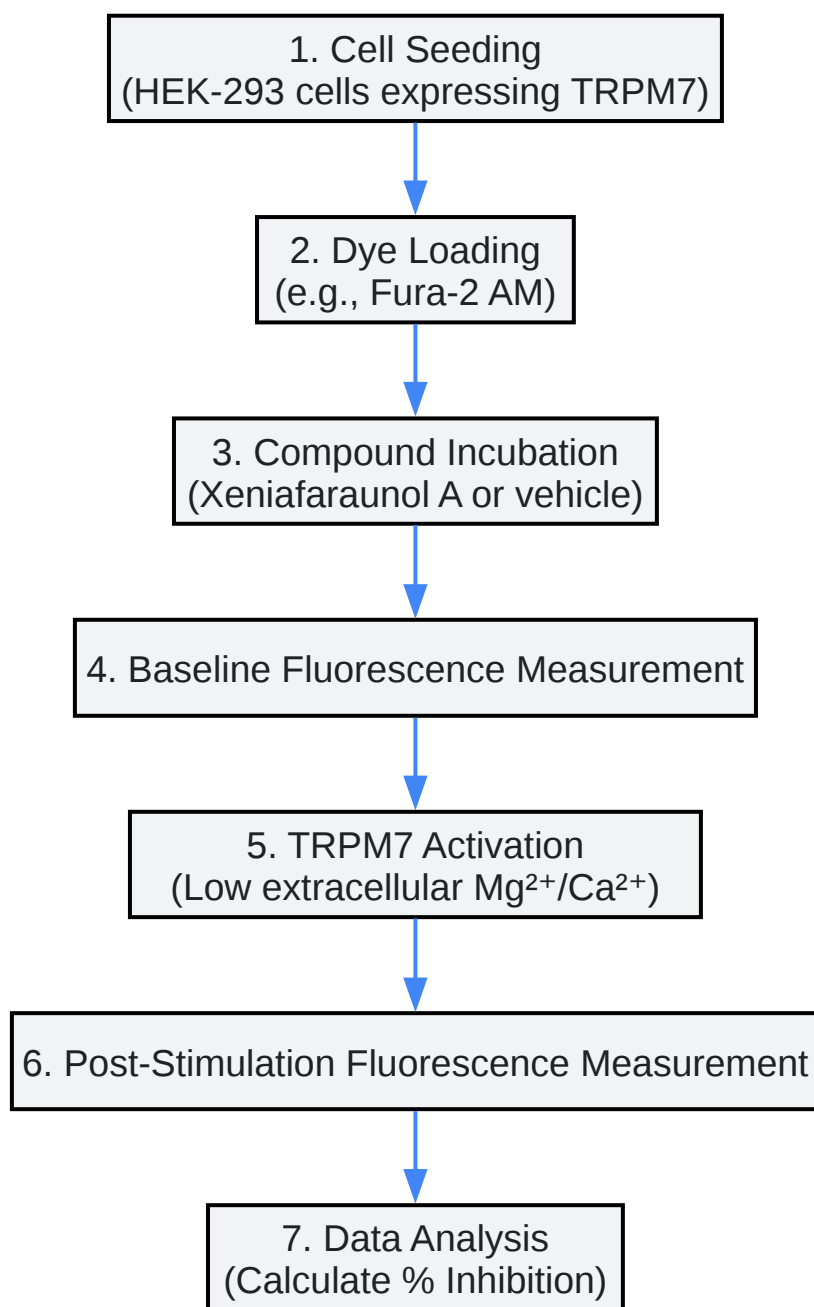 1. Cell Seeding
(HEK-293 cells expressing TRPM7)
2. Dye Loading
(e.g., Fura-2 AM)
3. Compound Incubation
(Xeniafaraunol A or vehicle)
4. Baseline Fluorescence Measurement
5. TRPM7 Activation
(Low extracellular Mg²⁺/Ca²⁺)
6. Post-Stimulation Fluorescence Measurement
7. Data Analysis
(Calculate % Inhibition)